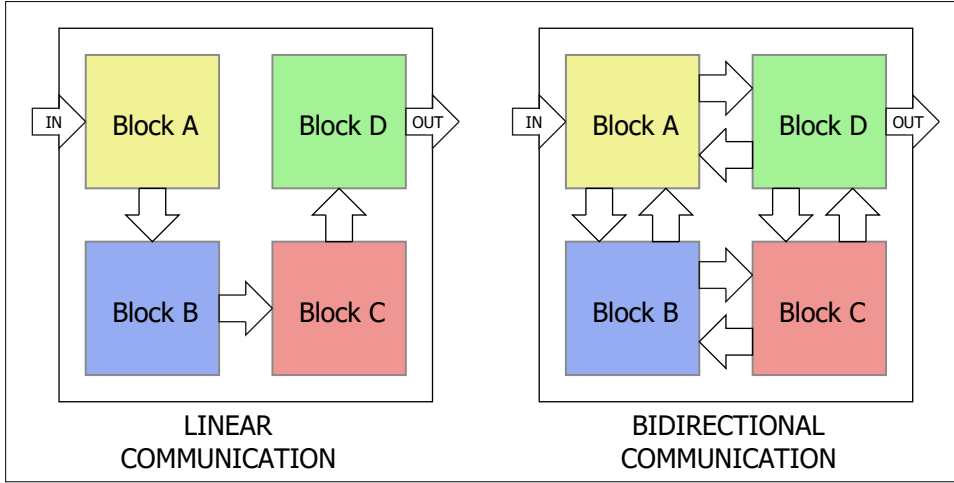 IN
Block A
Block D
OUT
Block B
Block C
LINEAR
COMMUNICATION
IN
Block A
Block D
OUT
Block B
Block C
BIDIRECTIONAL
COMMUNICATION